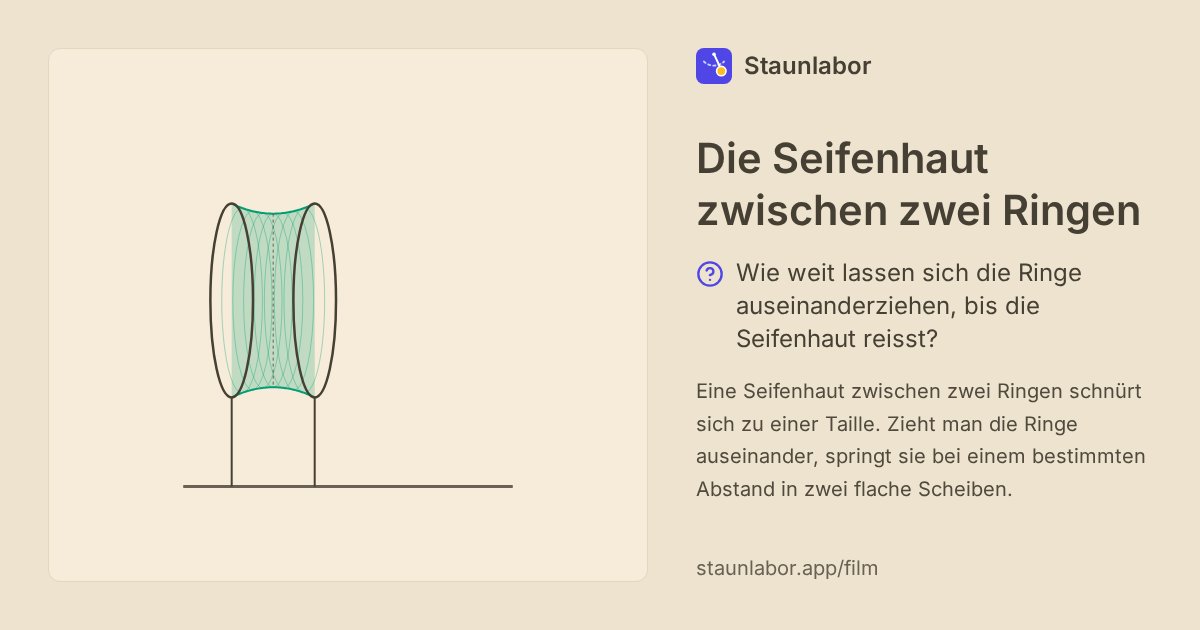 Staunlabor
Die Seifenhaut
zwischen zwei Ringen
Wie weit lassen sich die Ringe
auseinanderziehen, bis die
Seifenhaut reisst?
Eine Seifenhaut zwischen zwei Ringen schnürt
sich zu einer Taille. Zieht man die Ringe
auseinander, springt sie bei einem bestimmten
Abstand in zwei flache Scheiben.
staunlabor.app/film